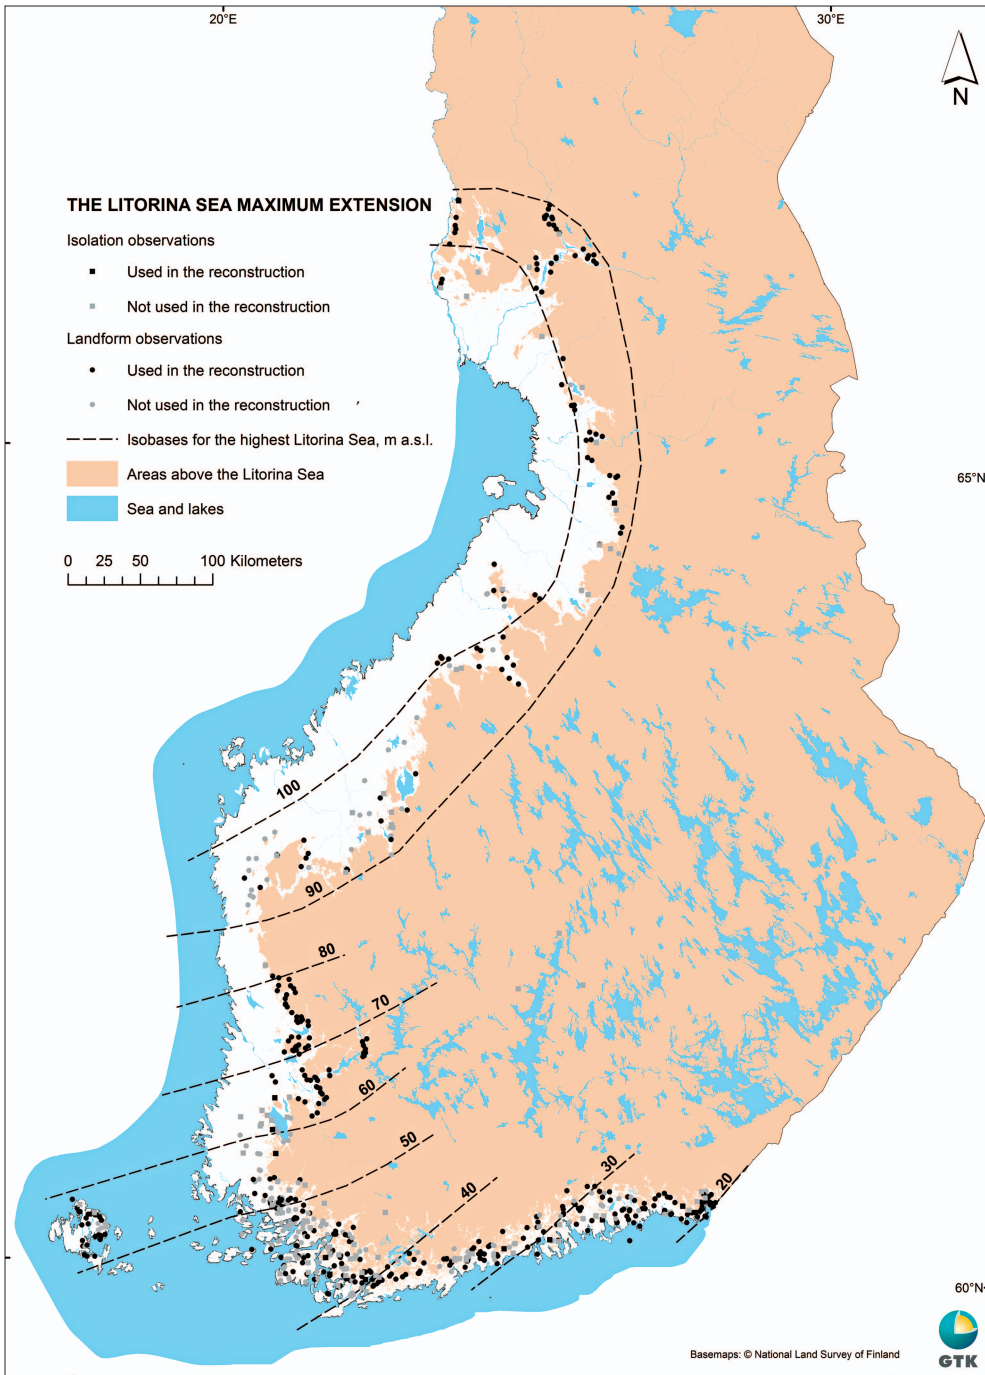 20°E
30°E
N
THE LITORINA SEA MAXIMUM EXTENSION
Isolation observations
Used in the reconstruction
Not used in the reconstruction
Landform observations
Used in the reconstruction
Not used in the reconstruction
Isobases for the highest Litorina Sea, m a.s.l.
Areas above the Litorina Sea
Sea and lakes
0 25 50 100 Kilometers
65°N
100
90
80
70
60
50
40
30
20
60°N
Basemaps: © National Land Survey of Finland
GTK